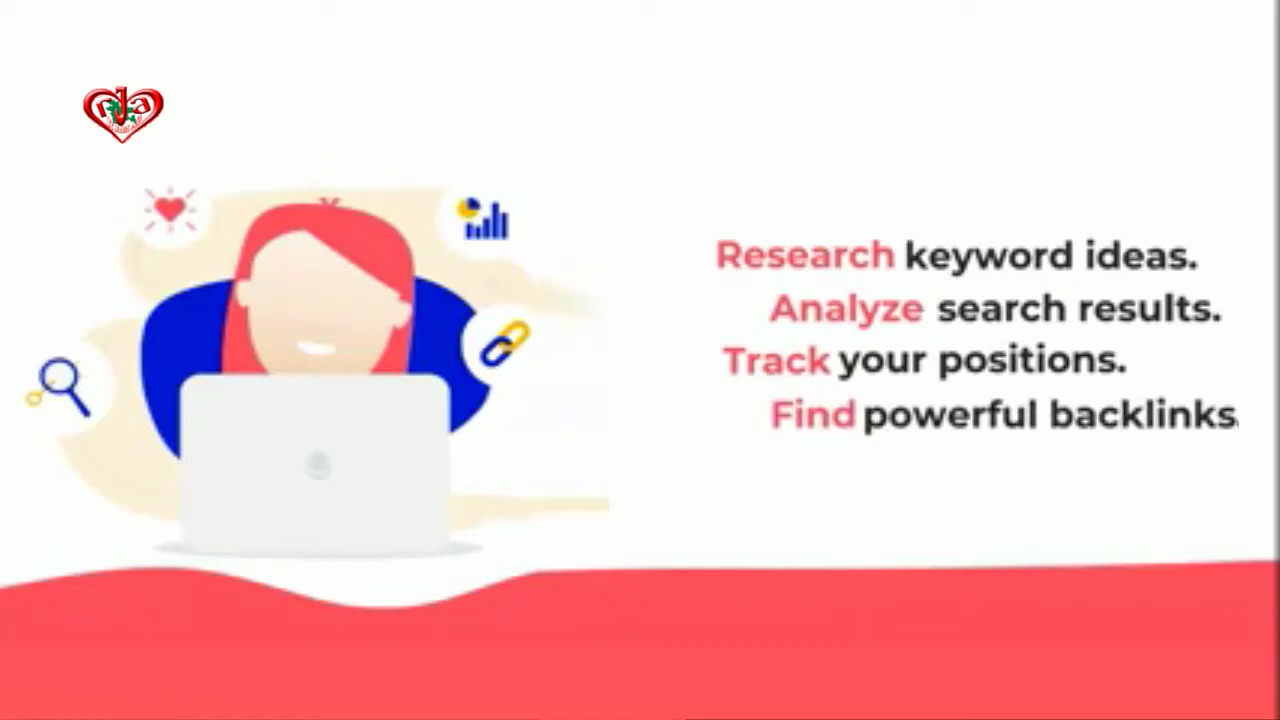 Research keyword ideas.
Analyze search results.
Track your positions.
Find powerful backlinks.